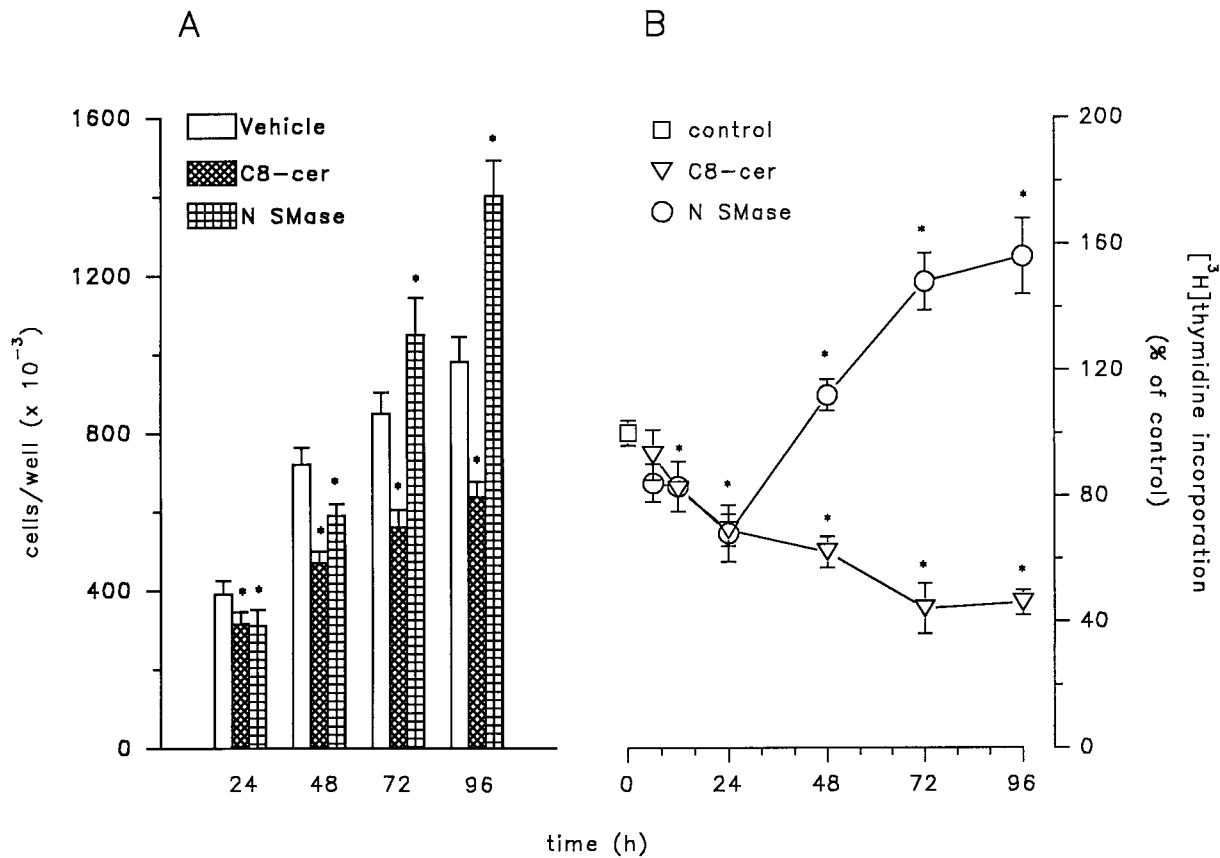 A
1600
1200
800
400
0
cells/well (x 10⁻³)
Vehicle
C8-cer
N SMase
* *
* *
* *
* *
24 48 72 96
B
control
C8-cer
N SMase
*
*
*
*
*
*
*
*
200
160
120
80
40
0
[³H]thymidine incorporation
(% of control)
0 24 48 72 96
time (h)